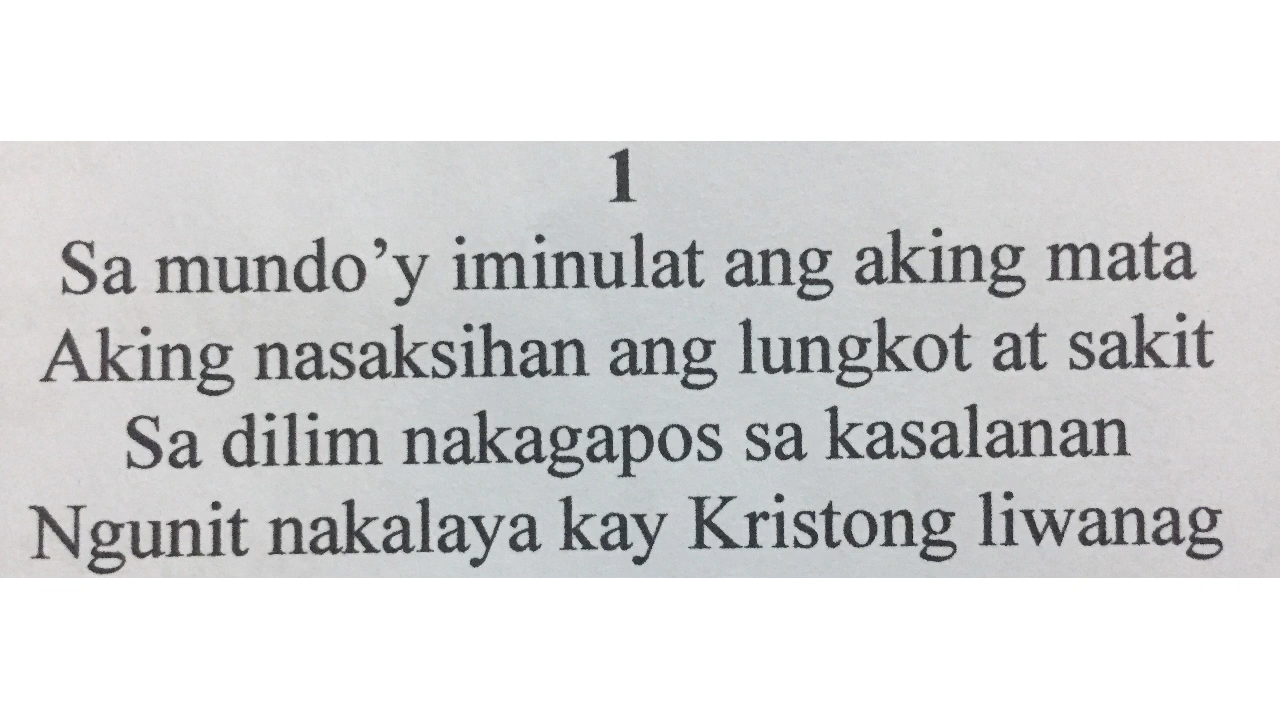 1
Sa mundo’y iminulat ang aking mata
Aking nasaksihan ang lungkot at sakit
Sa dilim nakagapos sa kasalanan
Ngunit nakalaya kay Kristong liwanag